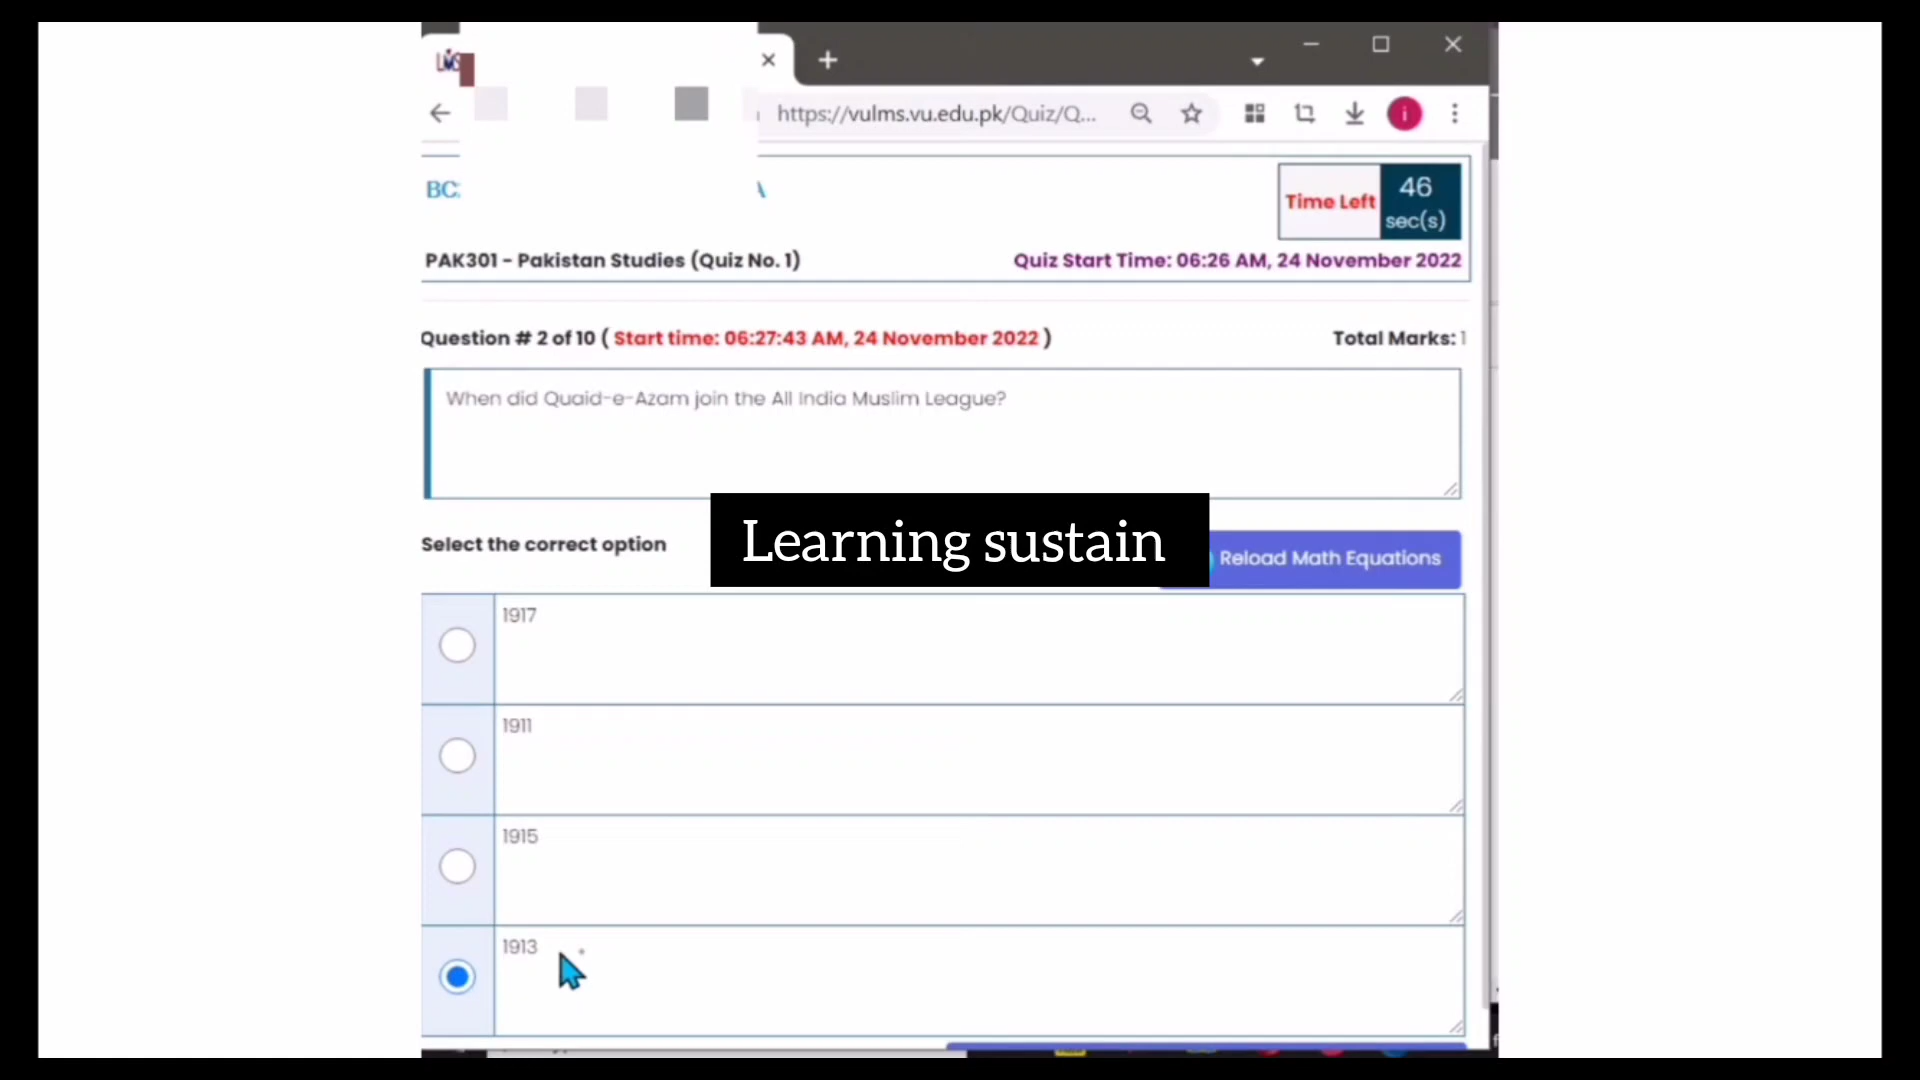 https://vulms.vu.edu.pk/Quiz/Q...
i
BC
A
Time Left 46 sec(s)
PAK301 - Pakistan Studies (Quiz No. 1) Quiz Start Time: 06:26 AM, 24 November 2022
Question # 2 of 10 ( Start time: 06:27:43 AM, 24 November 2022 ) Total Marks: 1
When did Quaid-e-Azam join the All India Muslim League?
Learning sustain
Select the correct option
Reload Math Equations
1917
1911
1915
1913